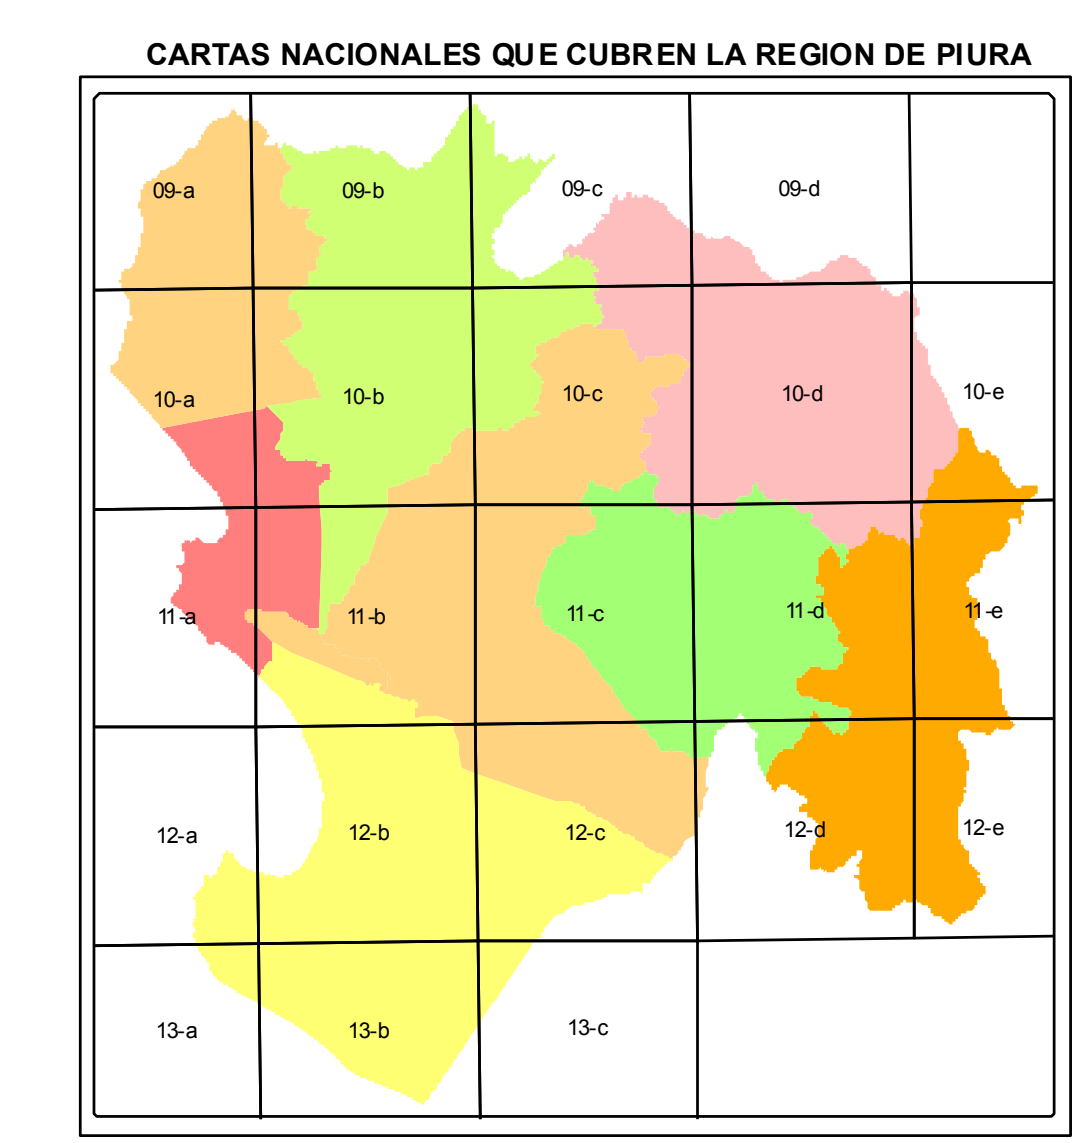 CARTAS NACIONALES QUE CUBREN LA REGION DE PIURA
09-a 09-b 09-c 09-d
10-a 10-b 10-c 10-d 10-e
11-a 11-b 11-c 11-d 11-e
12-a 12-b 12-c 12-d 12-e
13-a 13-b 13-c